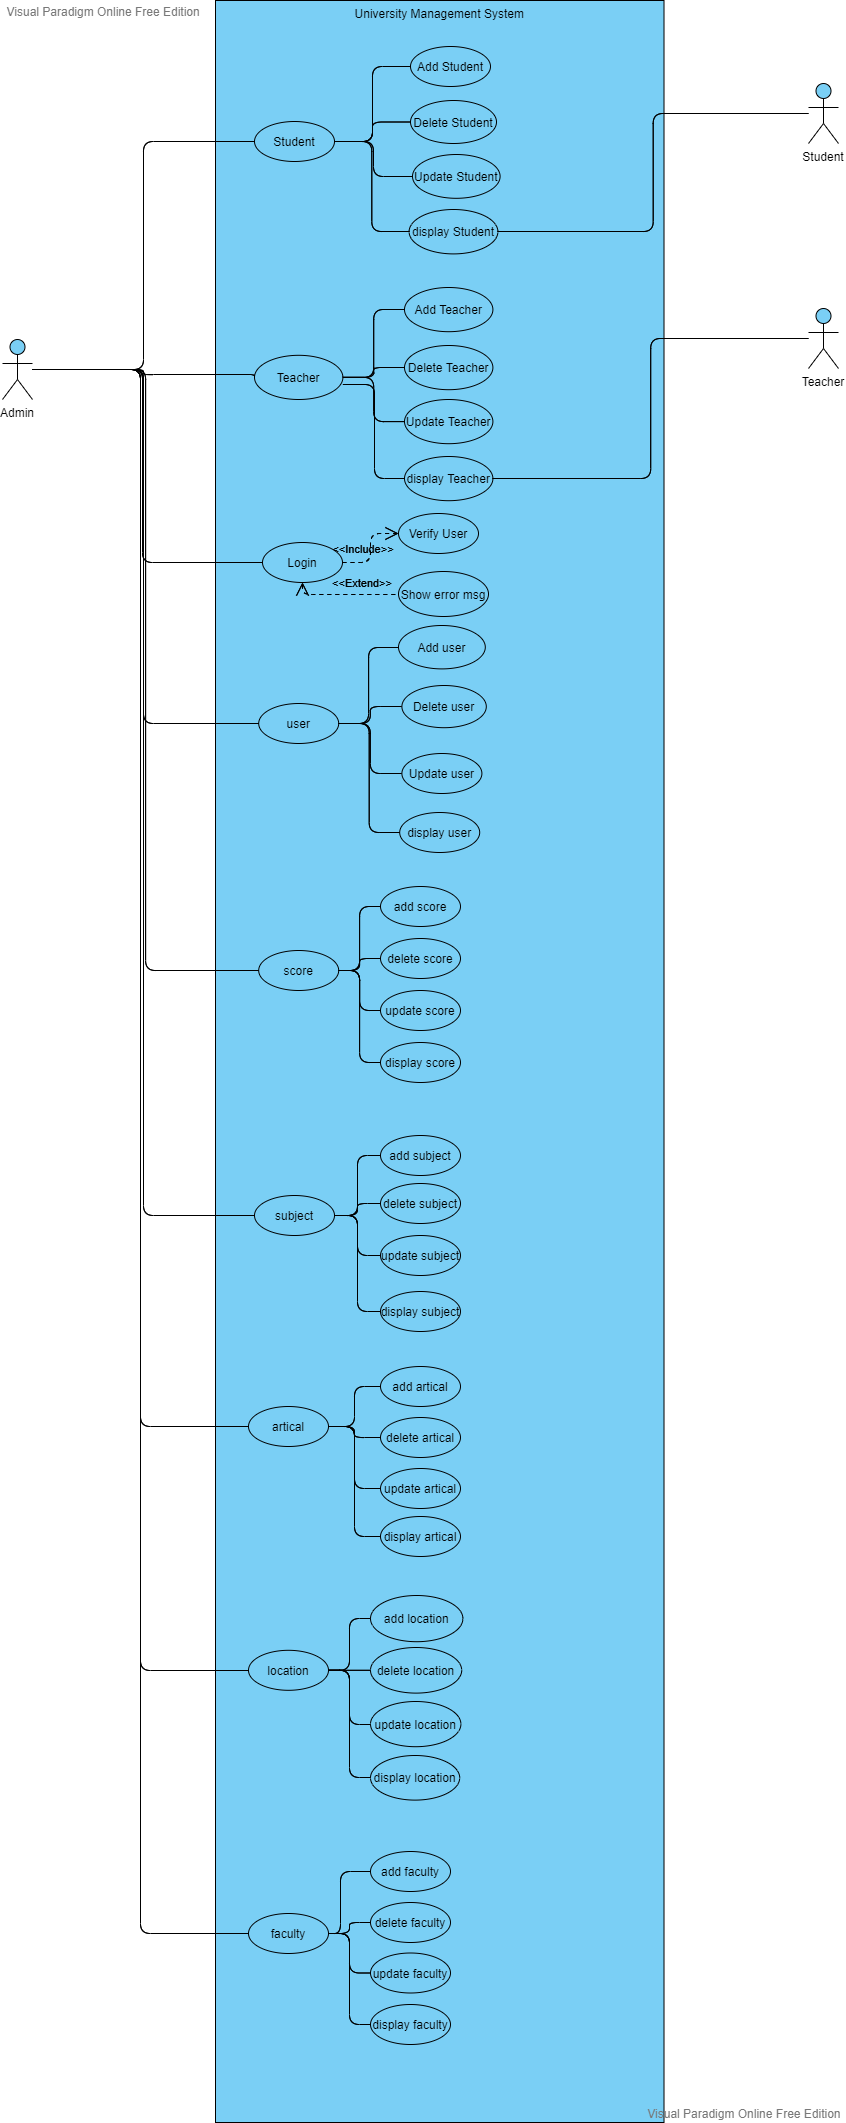 Visual Paradigm Online Free Edition
University Management System
Add Student
Delete Student
Student
Update Student
display Student
Student
Add Teacher
Delete Teacher
Teacher
Update Teacher
display Teacher
Teacher
Admin
Verify User
<<Include>>
Login
<<Extend>>
Show error msg
Add user
Delete user
user
Update user
display user
add score
delete score
score
update score
display score
add subject
delete subject
subject
update subject
display subject
add artical
artical
delete artical
update artical
display artical
add location
location
delete location
update location
display location
add faculty
delete faculty
faculty
update faculty
display faculty
Visual Paradigm Online Free Edition